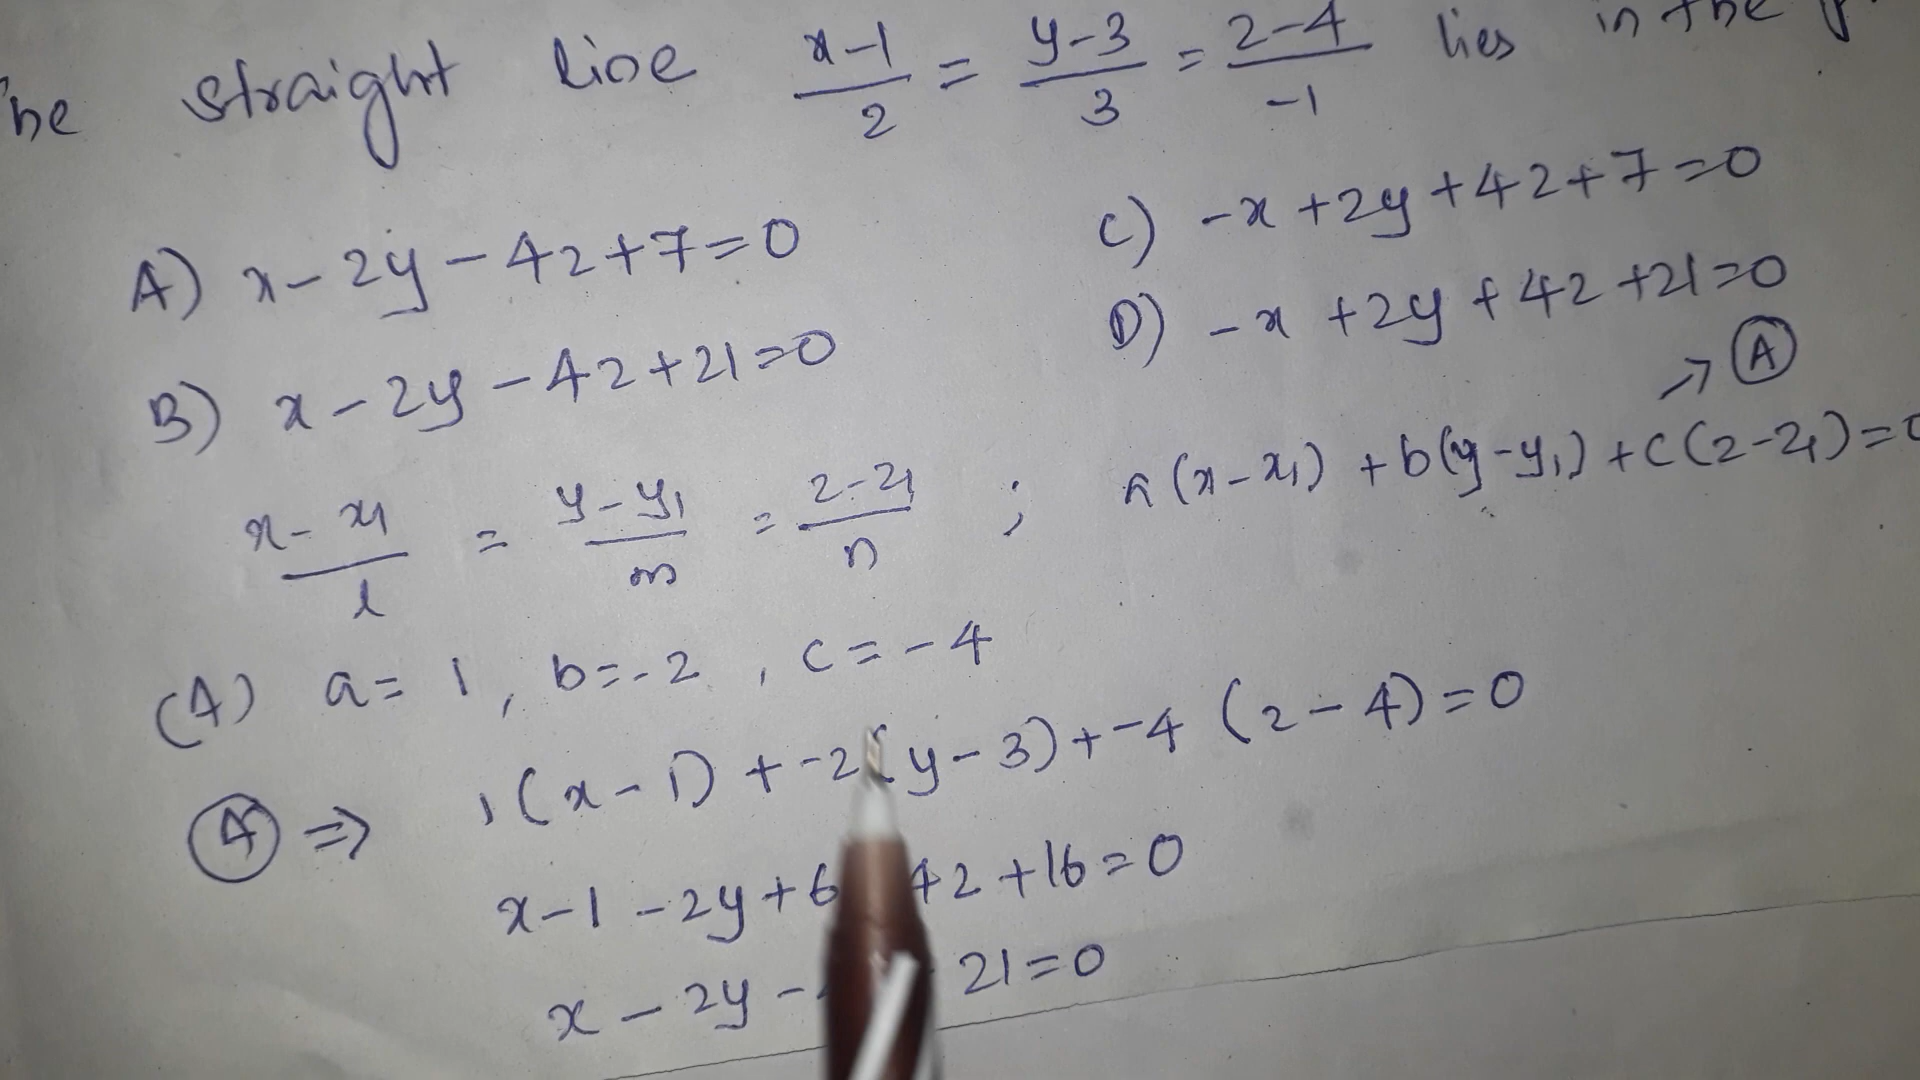 he straight line x-1/2 = y-3/3 = z-4/-1 lies in the
A) x-2y-4z+7=0
B) x-2y-4z+21=0
C) -x+2y+4z+7=0
D) -x+2y+4z+21=0
x-x1/l = y-y1/m = z-z1/n ; a(x-x1)+b(y-y1)+c(z-z1)=0 → A
(A) a=1, b=-2, c=-4
A ⇒ 1(x-1)+-2(y-3)+-4(z-4)=0
x-1-2y+6 4z+16=0
x-2y- 21=0